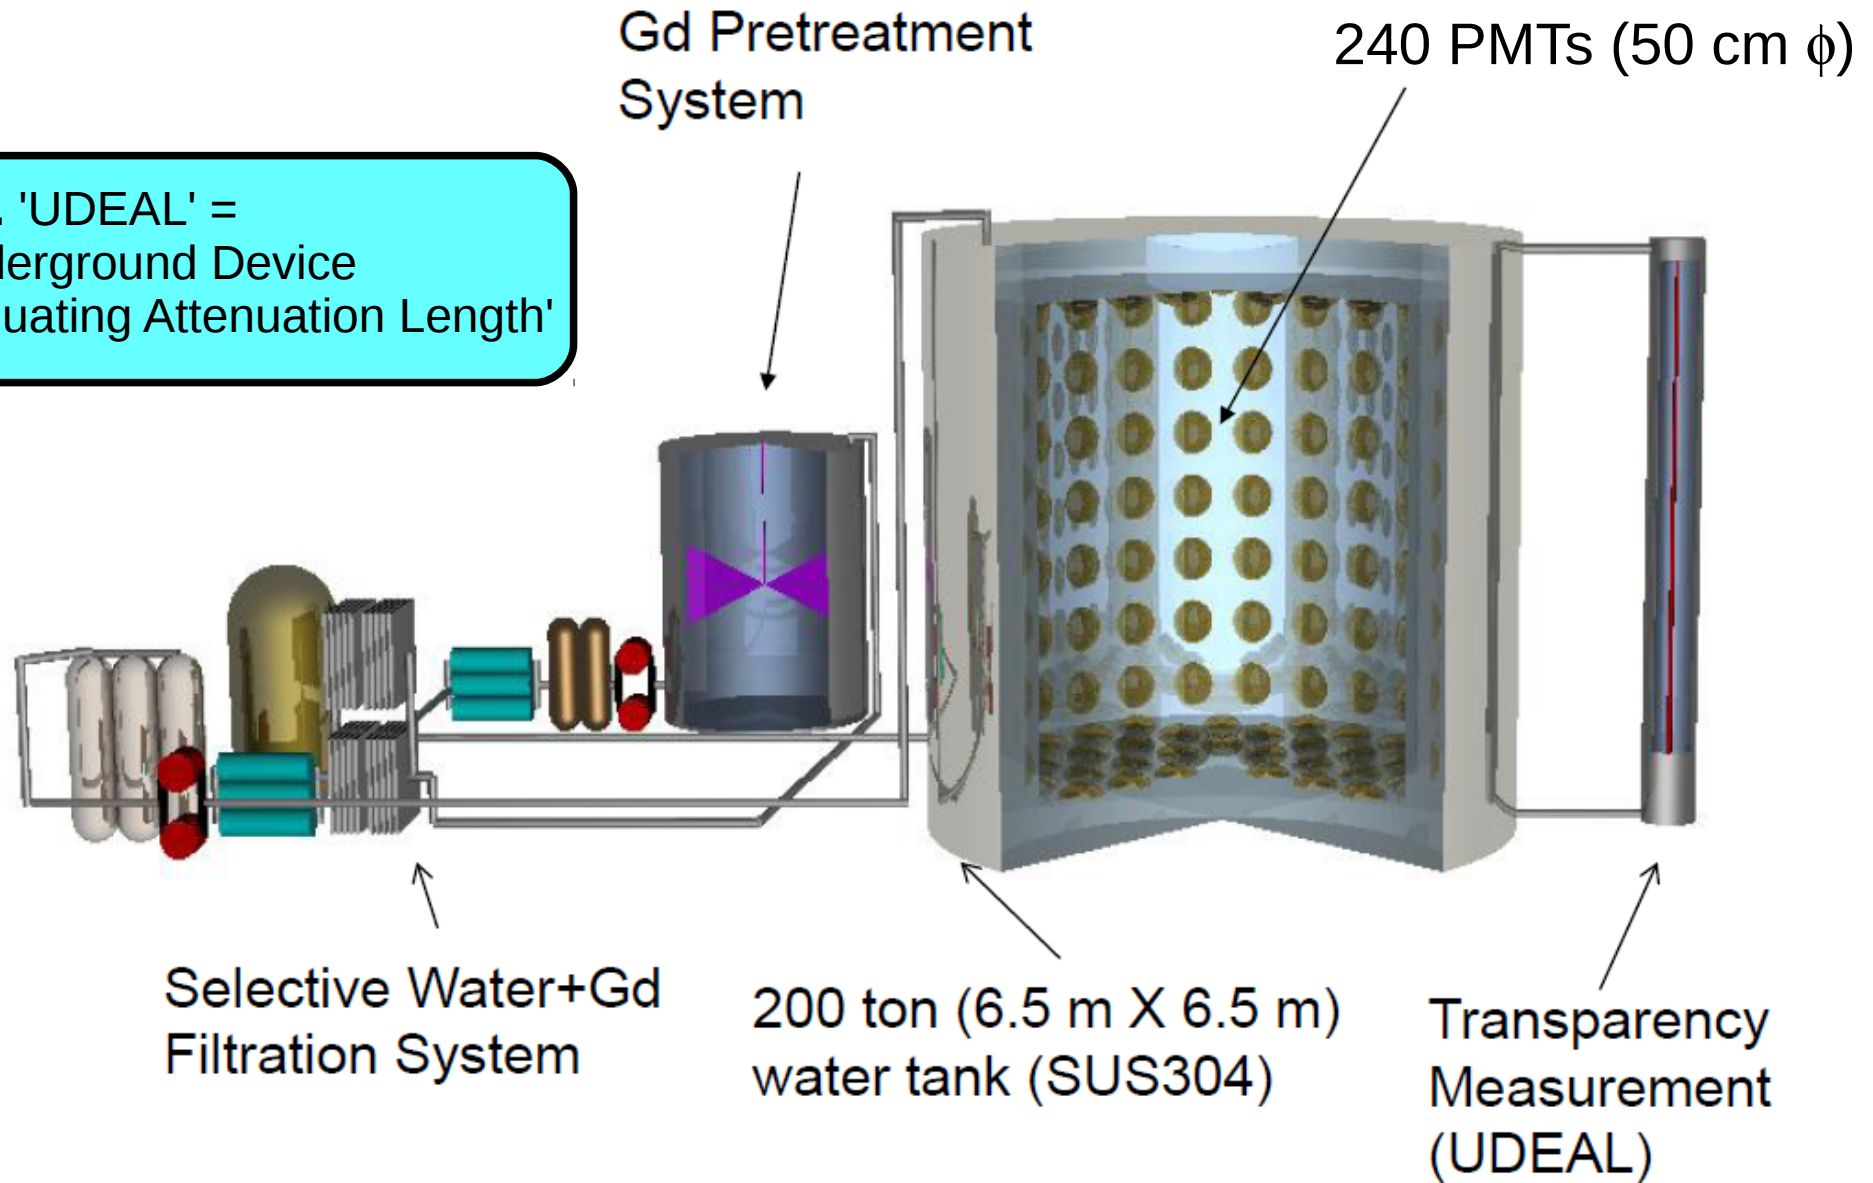 Gd Pretreatment
System
240 PMTs (50 cm ϕ)
. 'UDEAL' =
derground Device
uating Attenuation Length'
Selective Water+Gd
Filtration System
200 ton (6.5 m X 6.5 m)
water tank (SUS304)
Transparency
Measurement
(UDEAL)